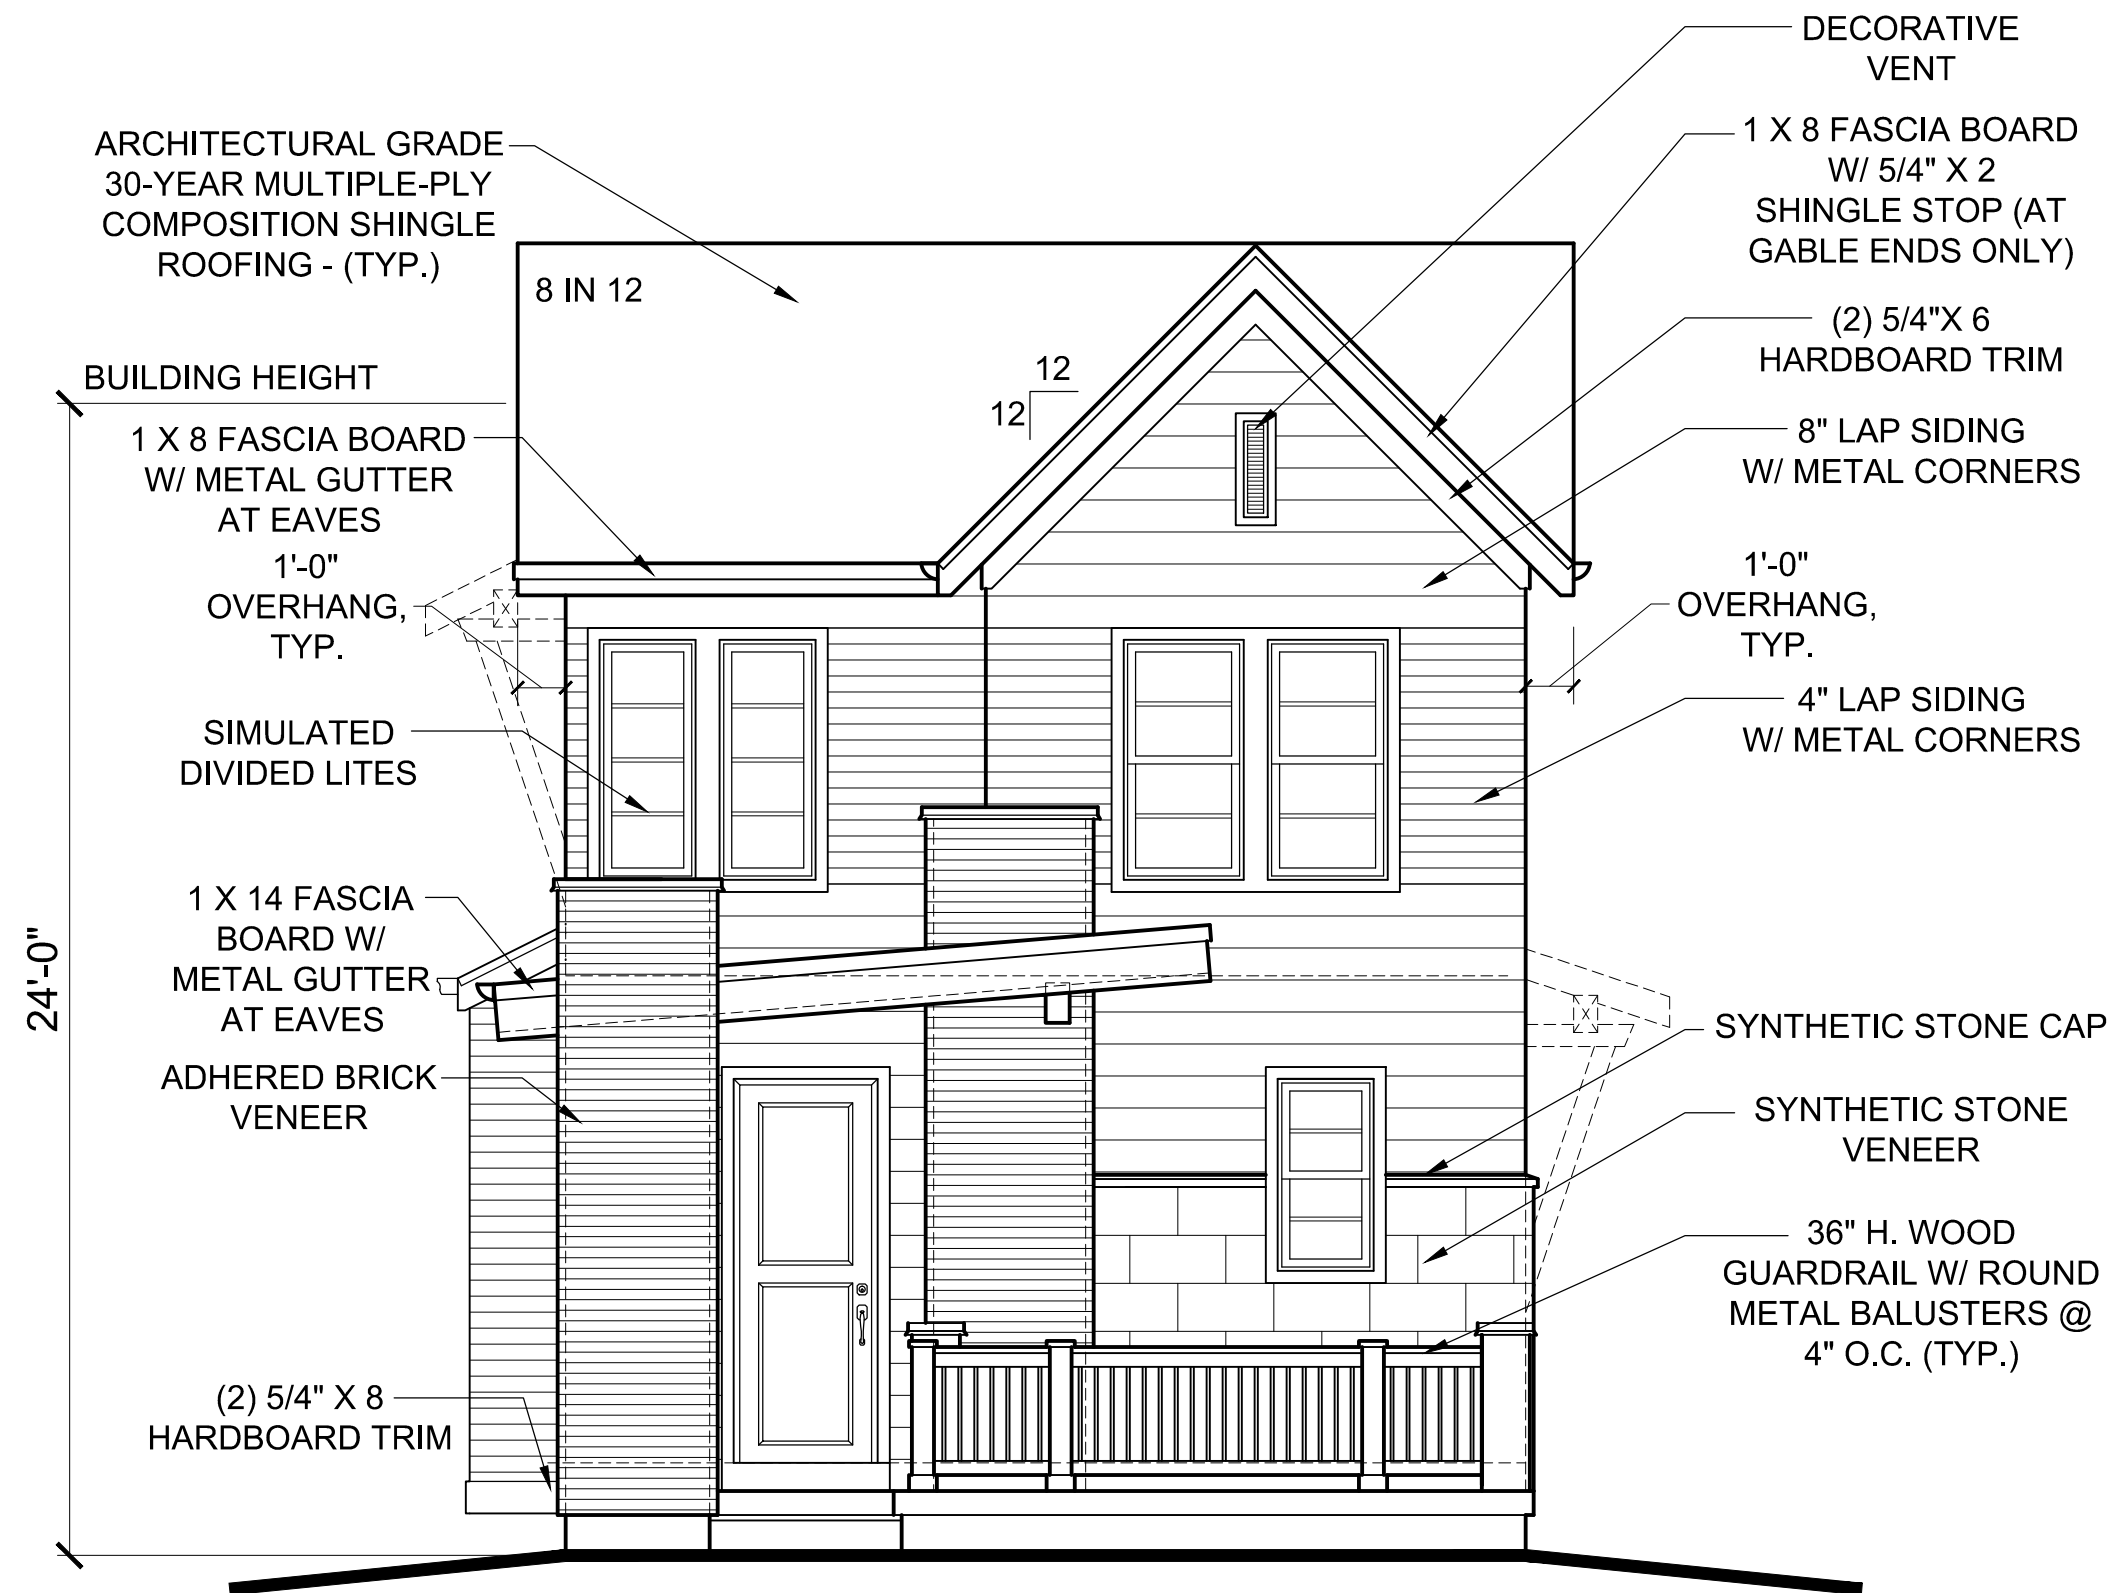 DECORATIVE
VENT
1 X 8 FASCIA BOARD
W/ 5/4" X 2
SHINGLE STOP (AT
GABLE ENDS ONLY)
(2) 5/4"X 6
HARDBOARD TRIM
8" LAP SIDING
W/ METAL CORNERS
1'-0"
OVERHANG,
TYP.
4" LAP SIDING
W/ METAL CORNERS
SYNTHETIC STONE CAP
SYNTHETIC STONE
VENEER
36" H. WOOD
GUARDRAIL W/ ROUND
METAL BALUSTERS @
4" O.C. (TYP.)
ARCHITECTURAL GRADE
30-YEAR MULTIPLE-PLY
COMPOSITION SHINGLE
ROOFING - (TYP.)
8 IN 12
12
12
BUILDING HEIGHT
1 X 8 FASCIA BOARD
W/ METAL GUTTER
AT EAVES
1'-0"
OVERHANG,
TYP.
SIMULATED
DIVIDED LITES
1 X 14 FASCIA
BOARD W/
METAL GUTTER
AT EAVES
24'-0"
ADHERED BRICK
VENEER
(2) 5/4" X 8
HARDBOARD TRIM